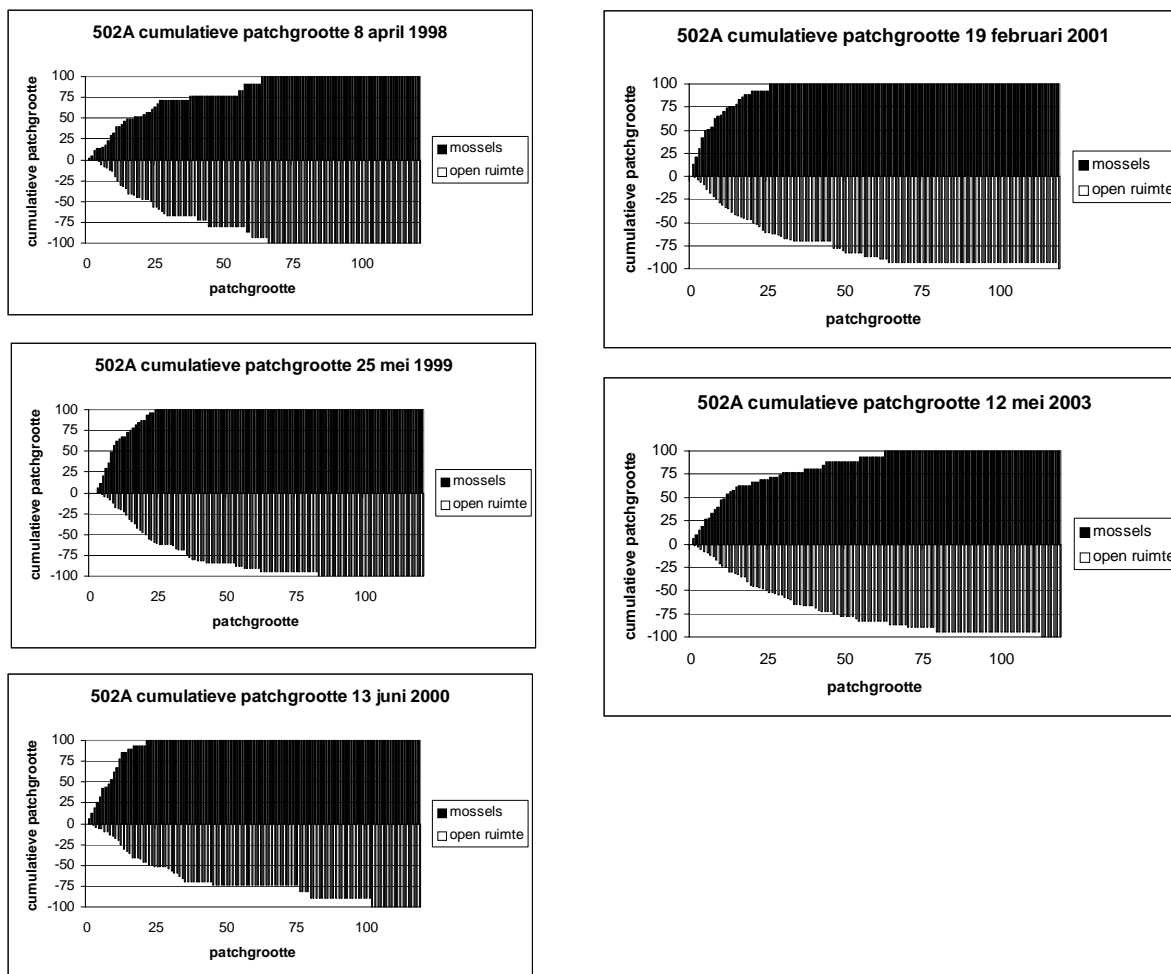 502A cumulatieve patchgrootte 8 april 1998
cumulatieve patchgrootte
100
75
50
25
0
-25
-50
-75
-100
0 25 50 75 100
patchgrootte
mossels
open ruimte
502A cumulatieve patchgrootte 25 mei 1999
cumulatieve patchgrootte
100
75
50
25
0
-25
-50
-75
-100
0 25 50 75 100
patchgrootte
mossels
open ruimte
502A cumulatieve patchgrootte 13 juni 2000
cumulatieve patchgrootte
100
75
50
25
0
-25
-50
-75
-100
0 25 50 75 100
patchgrootte
mossels
open ruimte
502A cumulatieve patchgrootte 19 februari 2001
cumulatieve patchgrootte
100
75
50
25
0
-25
-50
-75
-100
0 25 50 75 100
patchgrootte
mossels
open ruimte
502A cumulatieve patchgrootte 12 mei 2003
cumulatieve patchgrootte
100
75
50
25
0
-25
-50
-75
-100
0 25 50 75 100
patchgrootte
mossels
open ruimte